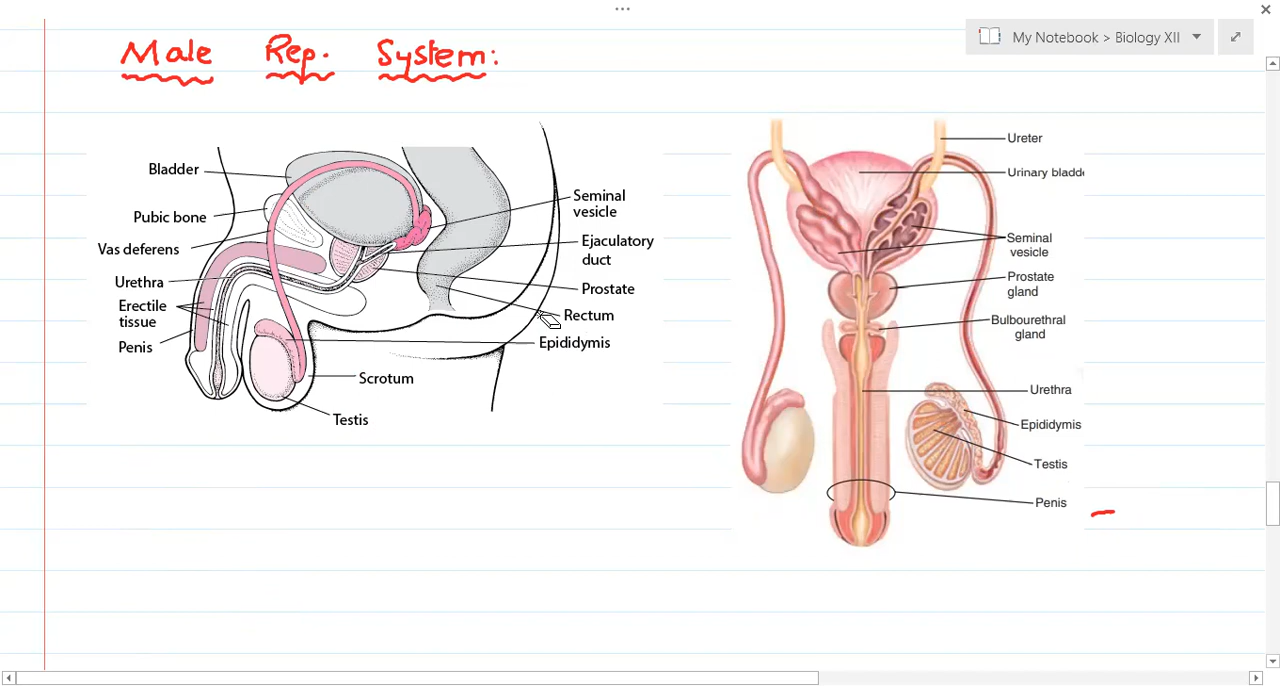 My Notebook > Biology XII
Male Rep. System:
Bladder
Pubic bone
Vas deferens
Urethra
Erectile
tissue
Penis
Seminal
vesicle
Ejaculatory
duct
Prostate
Rectum
Epididymis
Scrotum
Testis
Ureter
Urinary bladde
Seminal
vesicle
Prostate
gland
Bulbourethral
gland
Urethra
Epididymis
Testis
Penis